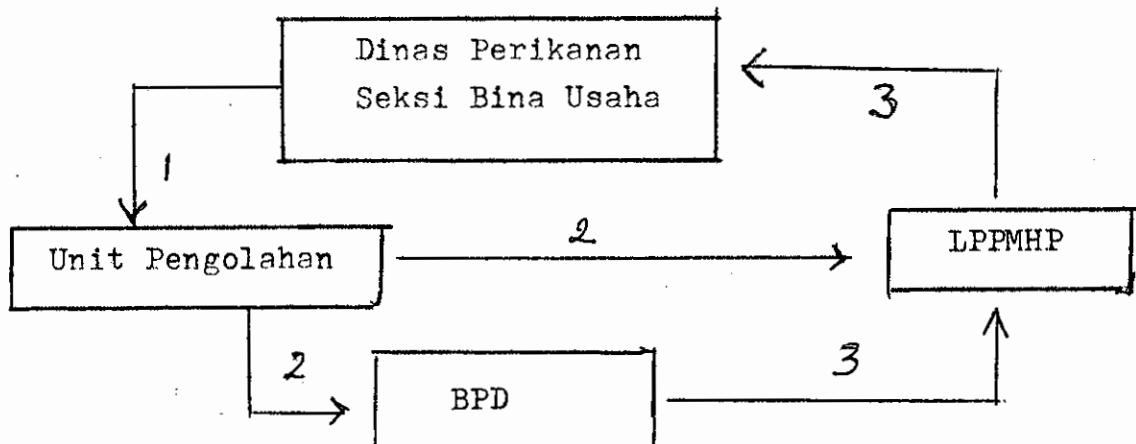 Dinas Perikanan
Seksi Bina Usaha
3
1
Unit Pengolahan
2
LPPMHP
2
BPD
3